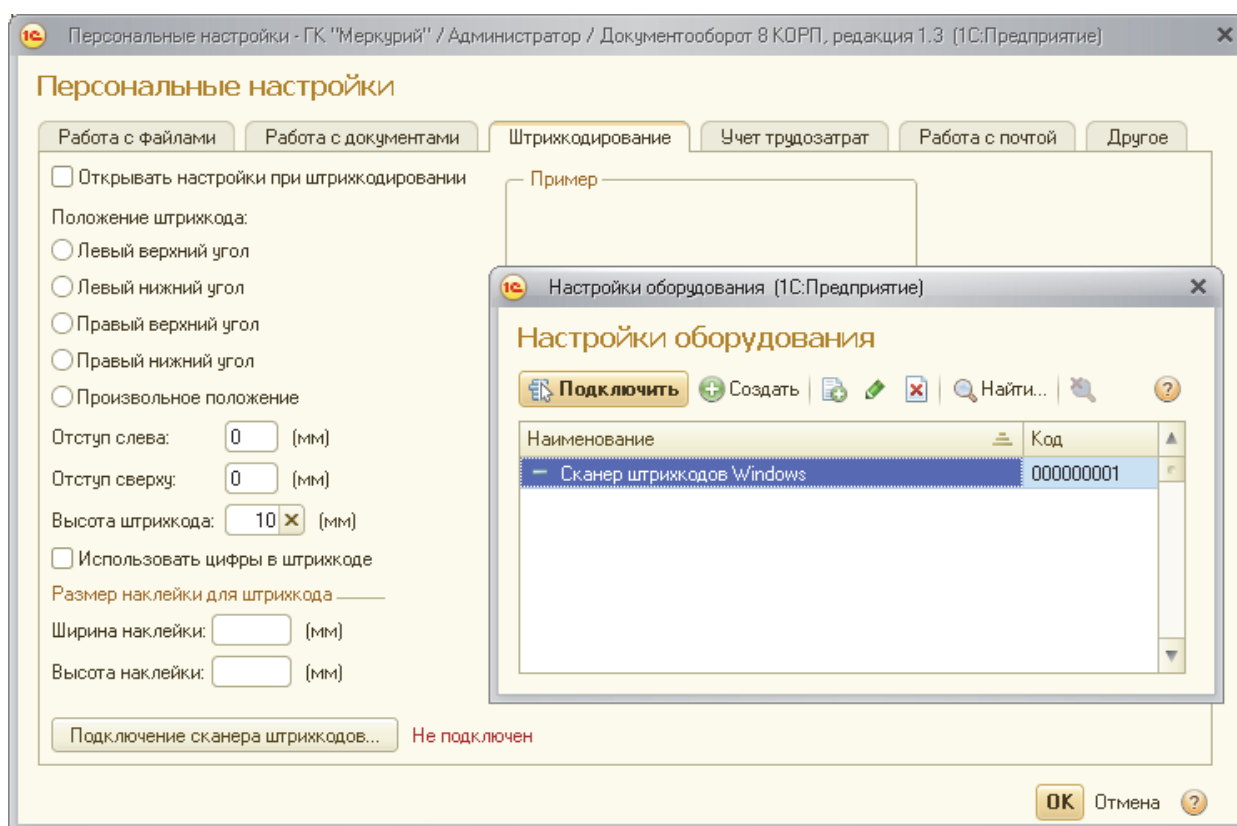 1С Персональные настройки - ГК "Меркурий" / Администратор / Документооборот 8 КОРП, редакция 1.3 (1С:Предприятие)
Персональные настройки
Работа с файлами Работа с документами Штрихкодирование Учет трудозатрат Работа с почтой Другое
Открывать настройки при штрихкодировании
Пример
Положение штрихкода:
Левый верхний угол
Левый нижний угол
Правый верхний угол
Правый нижний угол
Произвольное положение
Отступ слева: 0 (мм)
Отступ сверху: 0 (мм)
Высота штрихкода: 10 (мм)
Использовать цифры в штрихкоде
Размер наклейки для штрихкода
Ширина наклейки: (мм)
Высота наклейки: (мм)
Подключение сканера штрихкодов... Не подключен
1С Настройки оборудования (1С:Предприятие)
Настройки оборудования
Подключить Создать Найти... ?
Наименование Код
Сканер штрихкодов Windows 000000001
ОК Отмена ?